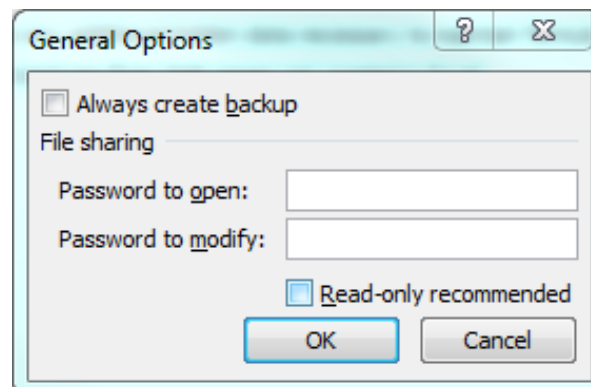 General Options
Always create backup
File sharing
Password to open:
Password to modify:
Read-only recommended
OK Cancel